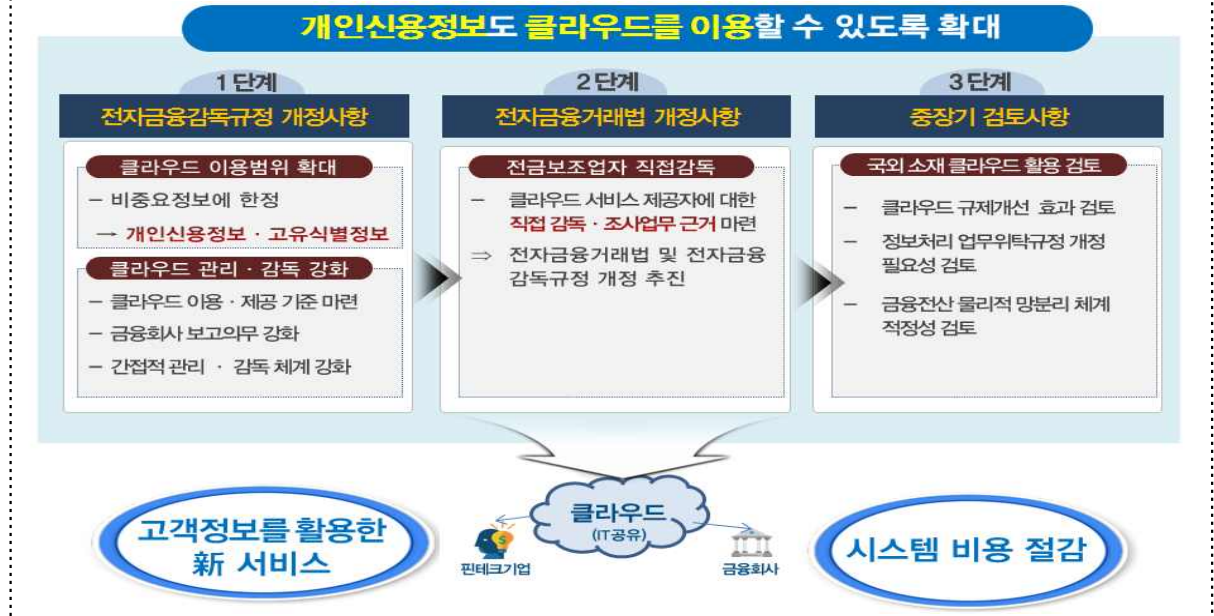 개인신용정보도 클라우드를 이용할 수 있도록 확대
1단계
전자금융감독규정 개정사항
클라우드 이용범위 확대
– 비중요정보에 한정
→ 개인신용정보 · 고유식별정보
클라우드 관리 · 감독 강화
– 클라우드 이용 · 제공 기준 마련
– 금융회사 보고의무 강화
– 간접적 관리 · 감독 체계 강화
2단계
전자금융거래법 개정사항
전금보조업자 직접감독
– 클라우드 서비스 제공자에 대한
직접 감독 · 조사업무 근거 마련
⇒ 전자금융거래법 및 전자금융
감독규정 개정 추진
3단계
중장기 검토사항
국외 소재 클라우드 활용 검토
– 클라우드 규제개선 효과 검토
– 정보처리 업무위탁규정 개정
필요성 검토
– 금융전산 물리적 망분리 체계
적정성 검토
고객정보를 활용한
新 서비스
클라우드
(IT공유)
핀테크기업
금융회사
시스템 비용 절감